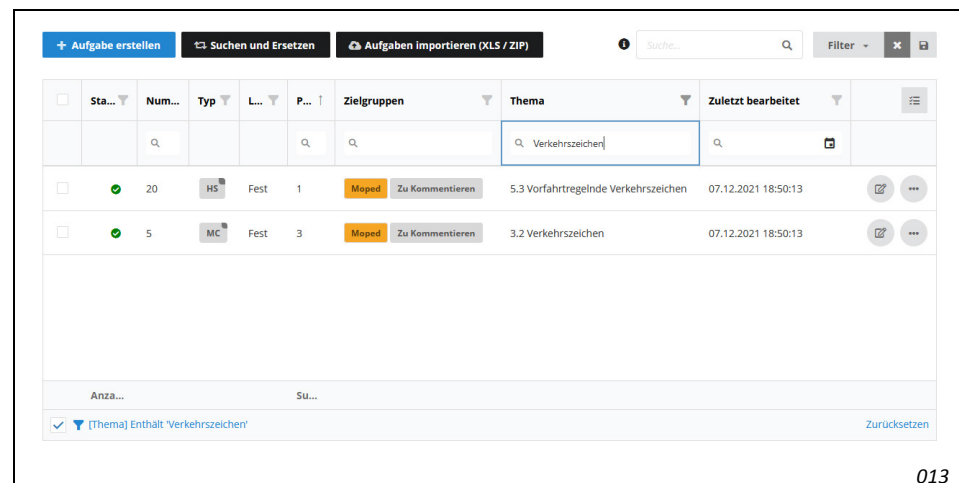 + Aufgabe erstellen Suchen und Ersetzen Aufgaben importieren (XLS / ZIP) Suche... Filter
Sta... Num... Typ L... P... ↑ Zielgruppen Thema Zuletzt bearbeitet
Verkehrszeichen
20 HS Fest 1 Moped Zu Kommentieren 5.3 Vorfahrtregelnde Verkehrszeichen 07.12.2021 18:50:13
5 MC Fest 3 Moped Zu Kommentieren 3.2 Verkehrszeichen 07.12.2021 18:50:13
Anza... Su...
[Thema] Enthält 'Verkehrszeichen' Zurücksetzen
013